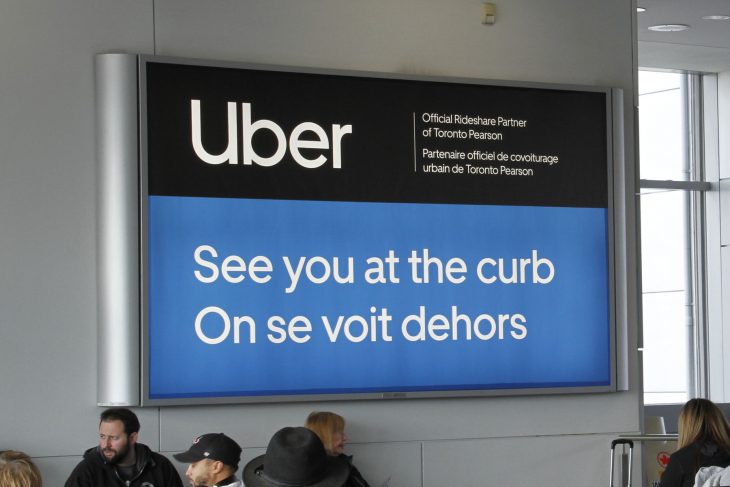 Uber
Official Rideshare Partner
of Toronto Pearson
Partenaire officiel de covoiturage
urbain de Toronto Pearson
See you at the curb
On se voit dehors